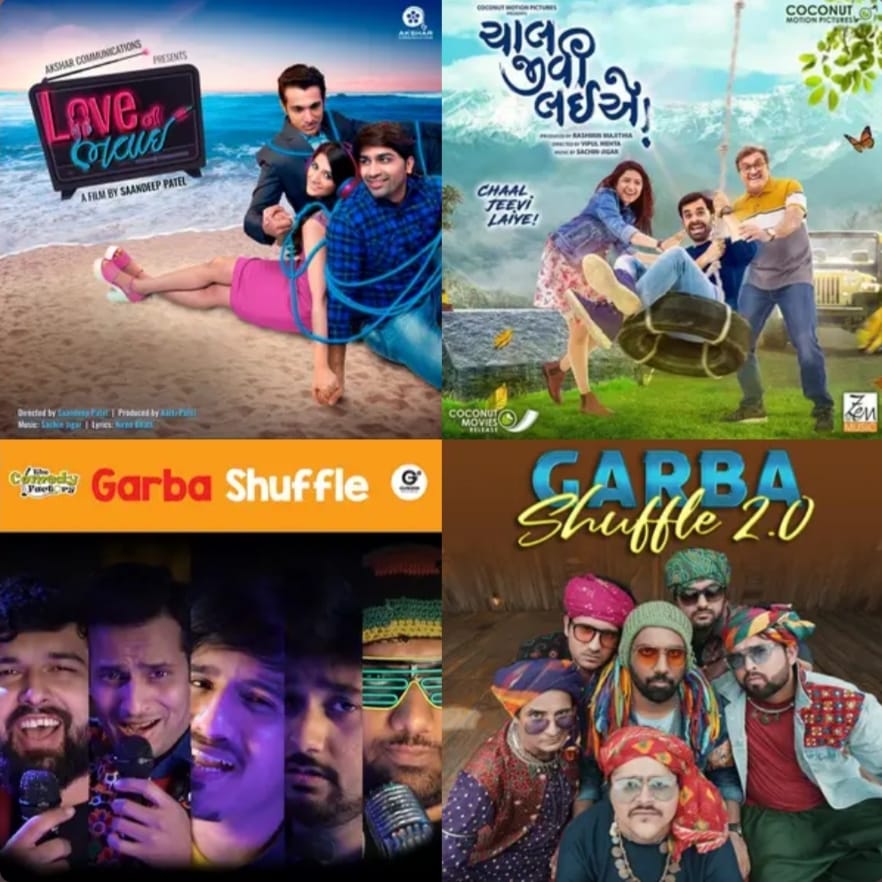 AKSHAR COMMUNICATIONS
PRESENTS
Love ની
ભવાઈ
A FILM BY SAANDEEP PATEL
AKSHAR
Directed by Saandeep Patel | Produced by Aarti Patel
Music: Sachin Jigar | Lyrics: Niren Bhatt
COCONUT MOTION PICTURES
PRESENTS
ચાલ
જીવી
લઈએ!
PRODUCED BY RASHMIN MAJITHIA
DIRECTED BY VIPUL MEHTA
MUSIC BY SACHIN-JIGAR
COCONUT
MOTION PICTURES
CHAAL
JEEVI
LAIYE!
COCONUT
MOVIES
RELEASE
Zen
MUSIC
The
Comedy
Factory
Garba Shuffle
G
GARBA
Shuffle 2.0